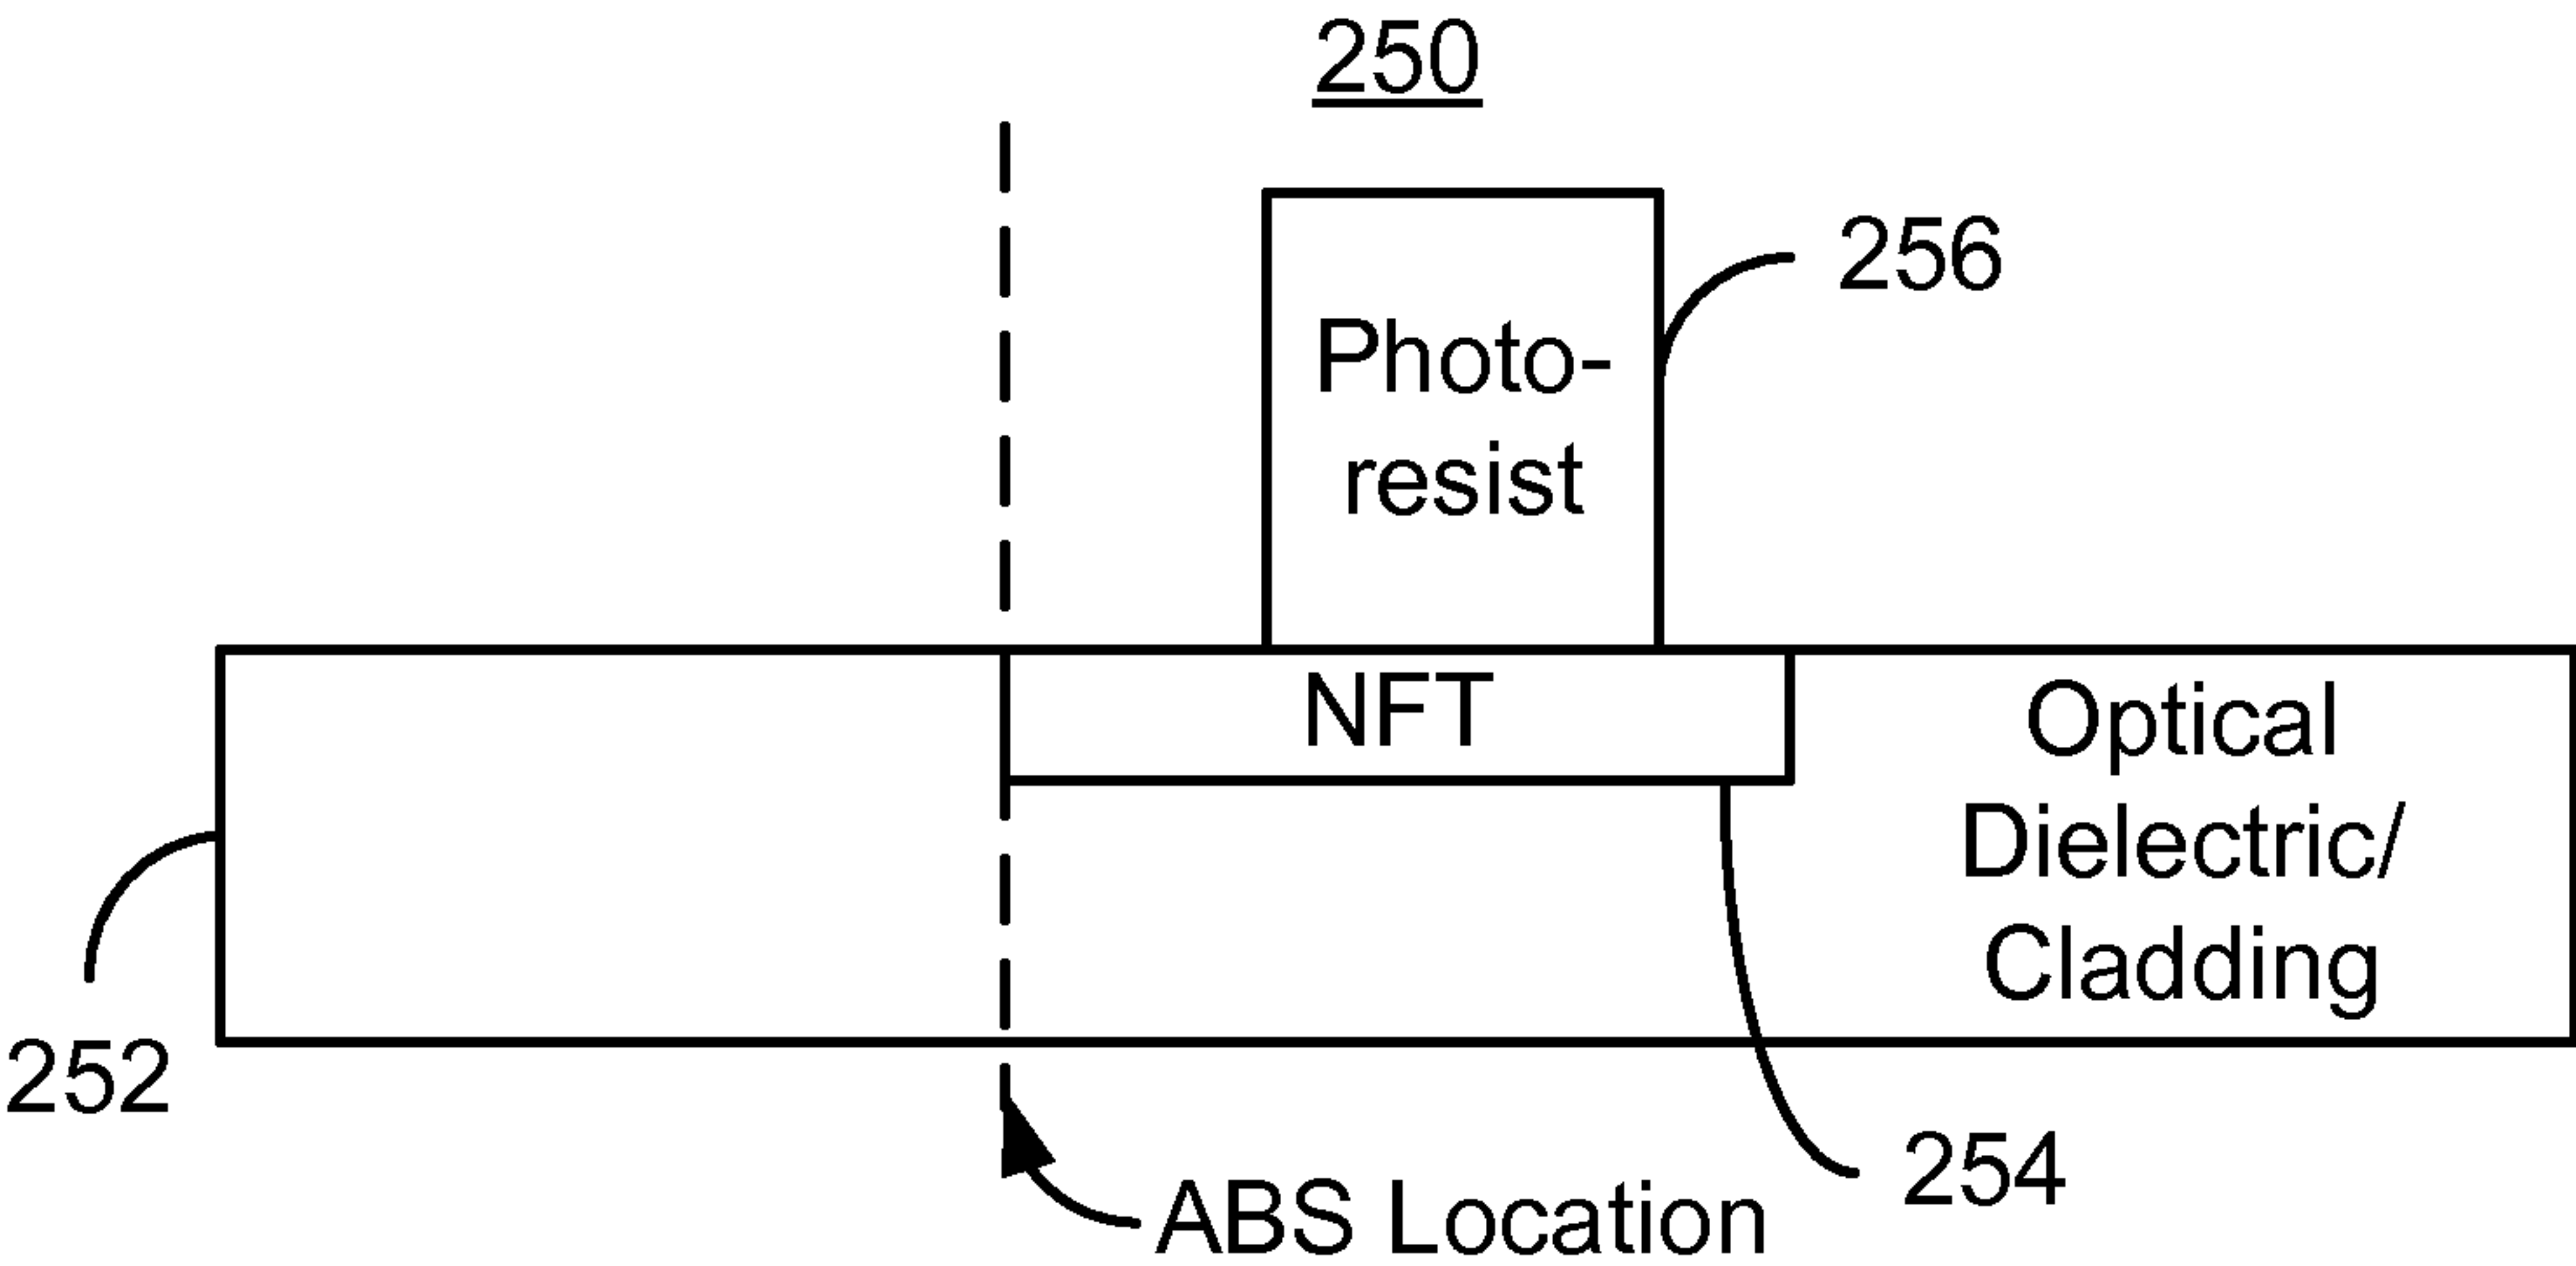 250
256
Photo-
resist
NFT
Optical
Dielectric/
Cladding
252
254
ABS Location